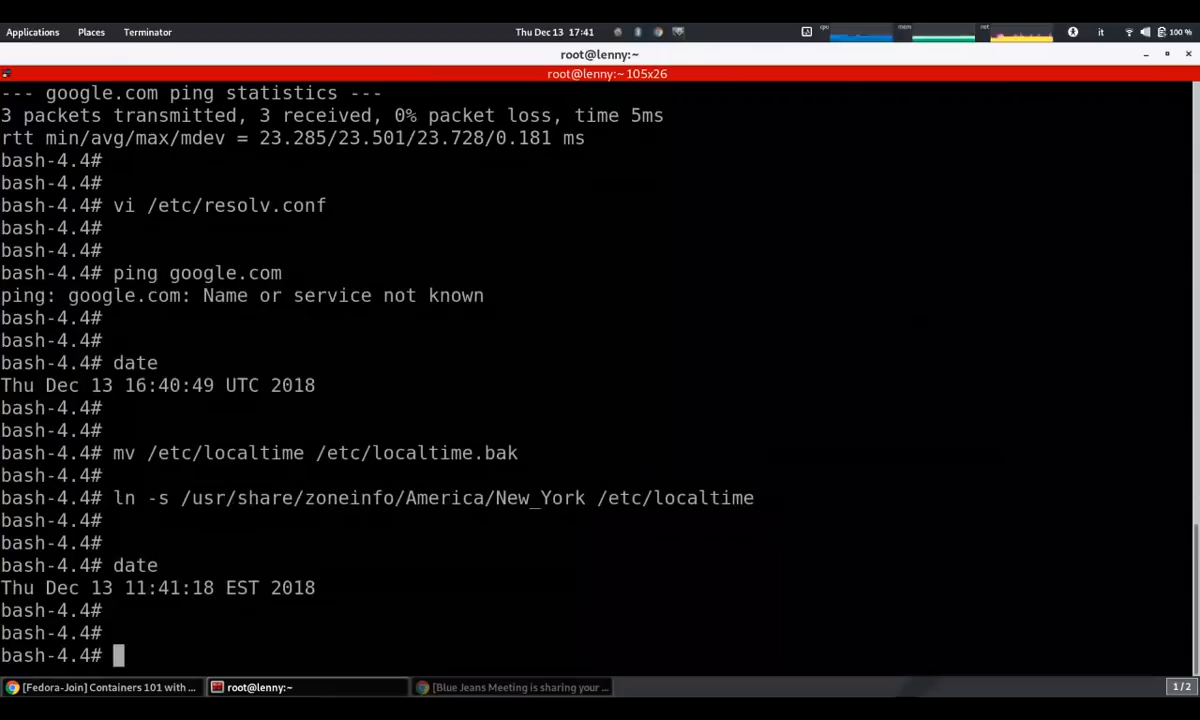 Applications Places Terminator Thu Dec 13 17:41 cpu mem net it 100 %
root@lenny:~
root@lenny:~ 105x26
--- google.com ping statistics ---
3 packets transmitted, 3 received, 0% packet loss, time 5ms
rtt min/avg/max/mdev = 23.285/23.501/23.728/0.181 ms
bash-4.4#
bash-4.4#
bash-4.4# vi /etc/resolv.conf
bash-4.4#
bash-4.4#
bash-4.4# ping google.com
ping: google.com: Name or service not known
bash-4.4#
bash-4.4#
bash-4.4# date
Thu Dec 13 16:40:49 UTC 2018
bash-4.4#
bash-4.4#
bash-4.4# mv /etc/localtime /etc/localtime.bak
bash-4.4#
bash-4.4# ln -s /usr/share/zoneinfo/America/New_York /etc/localtime
bash-4.4#
bash-4.4#
bash-4.4# date
Thu Dec 13 11:41:18 EST 2018
bash-4.4#
bash-4.4#
bash-4.4#
[Fedora-Join] Containers 101 with ... root@lenny:~ [Blue Jeans Meeting is sharing your ... 1/2